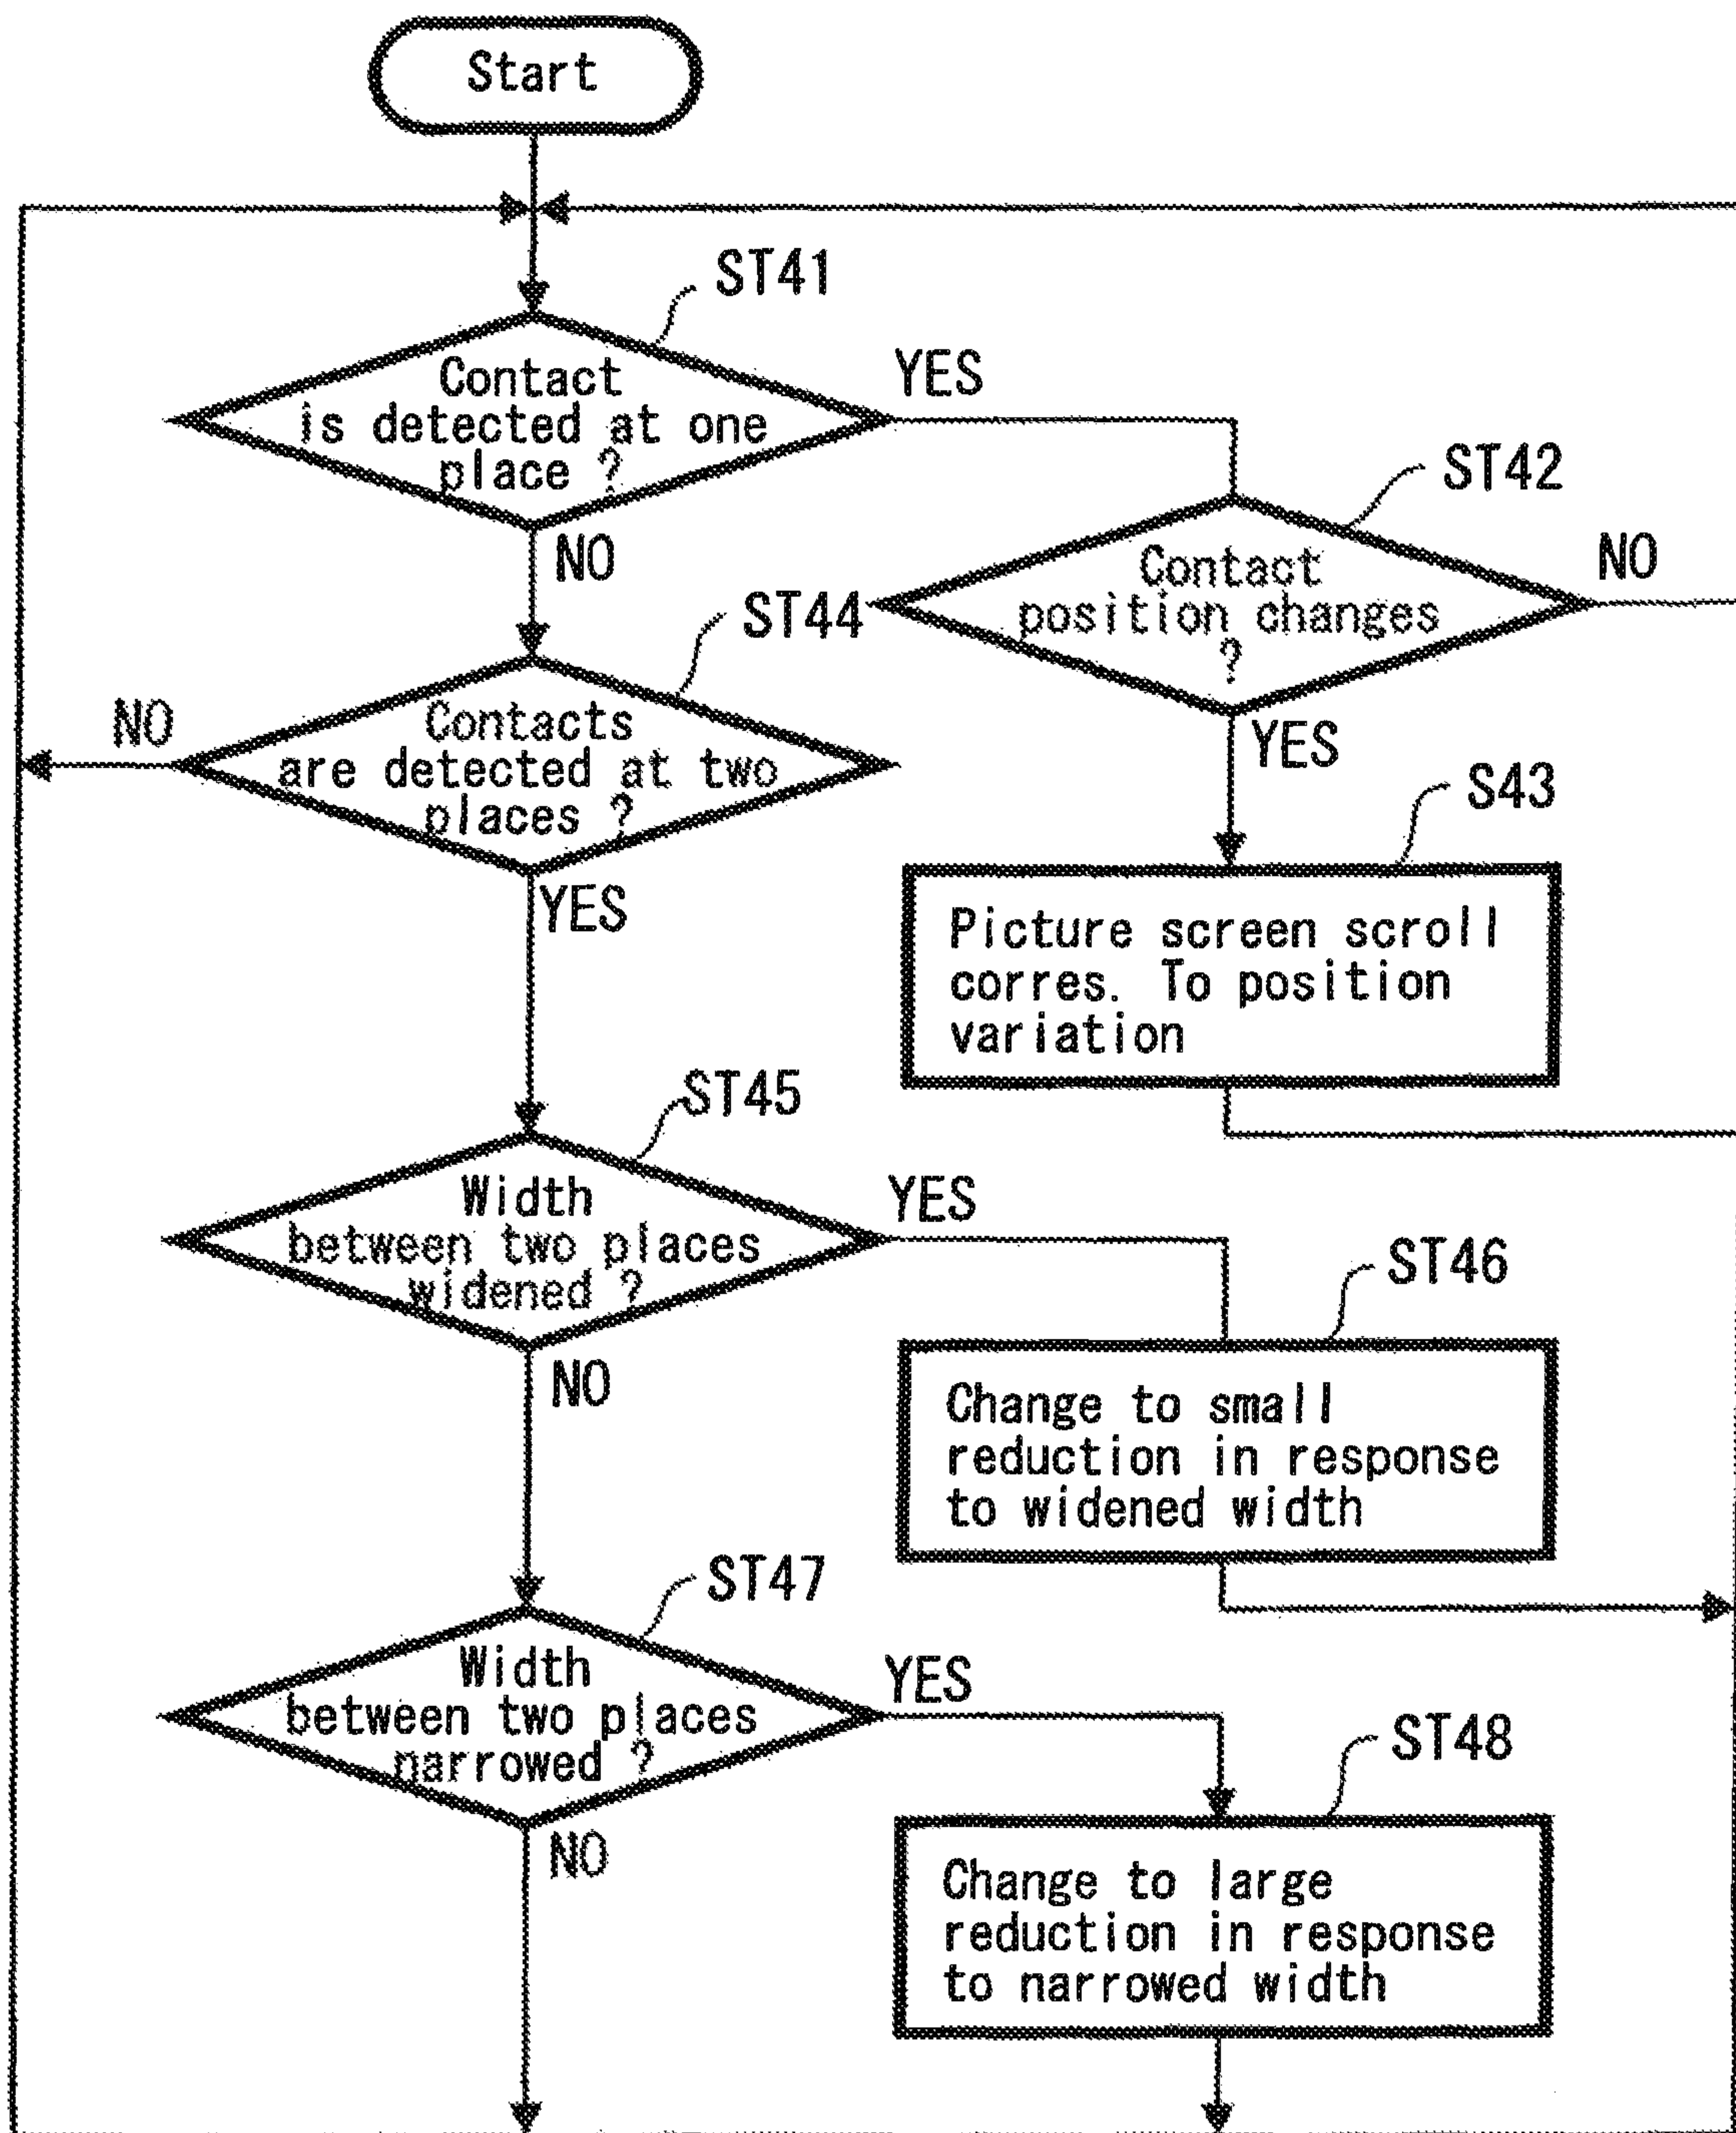 Start
ST41
Contact
is detected at one
place ?
YES
NO
ST42
Contact
position changes
?
NO
YES
ST44
Contacts
are detected at two
places ?
NO
YES
S43
Picture screen scroll
corres. To position
variation
ST45
Width
between two places
widened ?
YES
NO
ST46
Change to small
reduction in response
to widened width
ST47
Width
between two places
narrowed ?
YES
NO
ST48
Change to large
reduction in response
to narrowed width